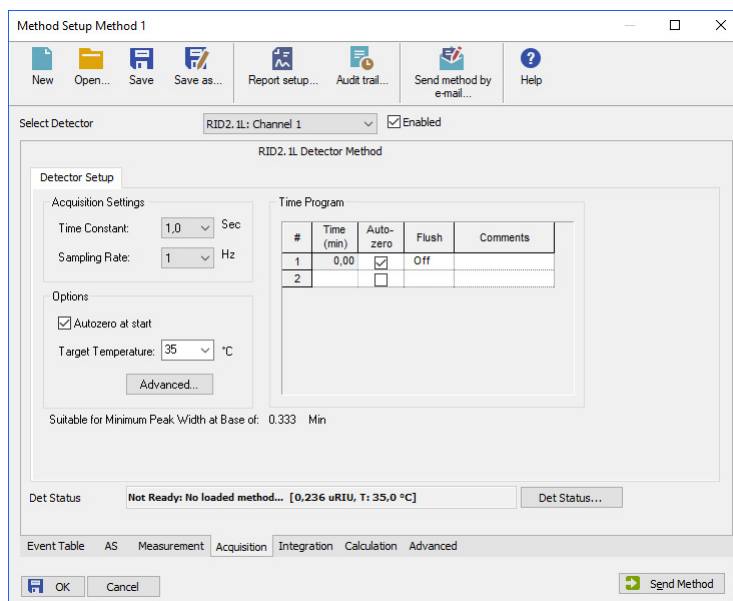 Method Setup Method 1
New Open... Save Save as... Report setup... Audit trail... Send method by e-mail... Help
Select Detector RID2.1L: Channel 1 Enabled
RID2.1L Detector Method
Detector Setup
Acquisition Settings
Time Constant: 1,0 Sec
Sampling Rate: 1 Hz
Options
Autozero at start
Target Temperature: 35 °C
Advanced...
Time Program
# Time (min) Auto-zero Flush Comments
1 0,00 Off
2
Suitable for Minimum Peak Width at Base of: 0.333 Min
Det Status Not Ready: No loaded method... [0,236 uRIU, T: 35,0 °C] Det Status...
Event Table AS Measurement Acquisition Integration Calculation Advanced
OK Cancel Send Method